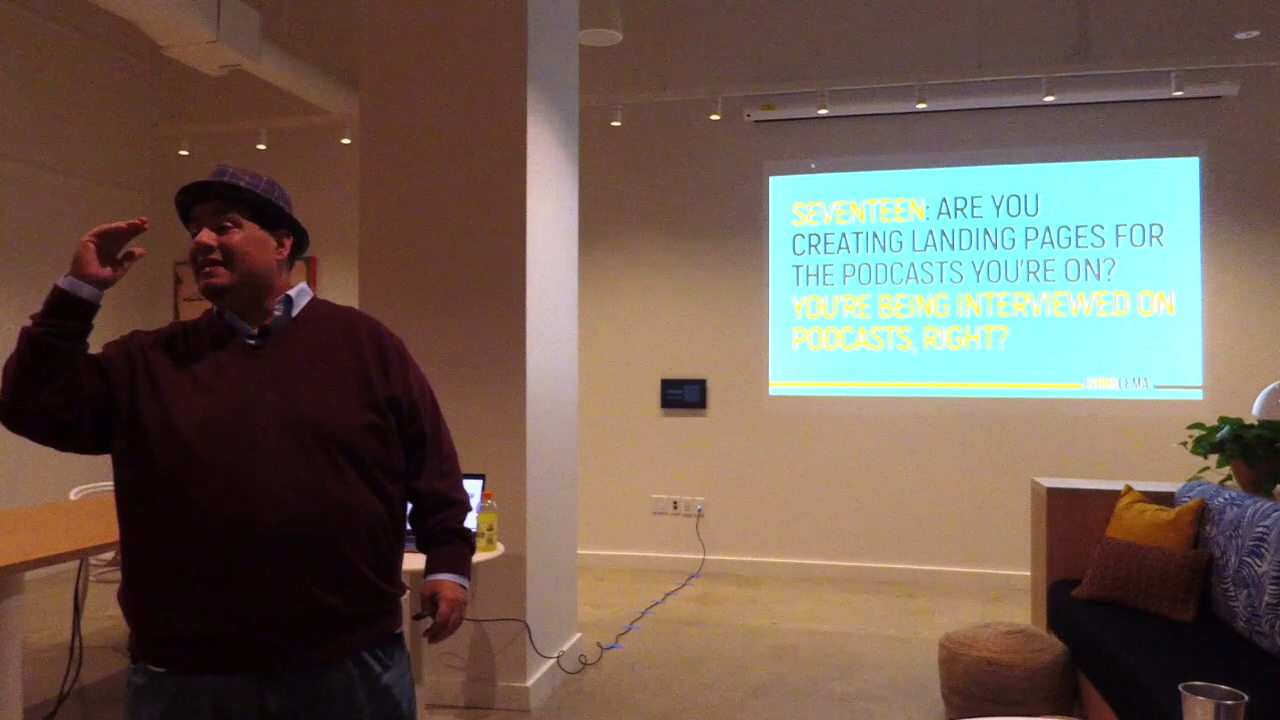 SEVENTEEN: ARE YOU
CREATING LANDING PAGES FOR
THE PODCASTS YOU'RE ON?
YOU'RE BEING INTERVIEWED ON
PODCASTS, RIGHT?
LEMA